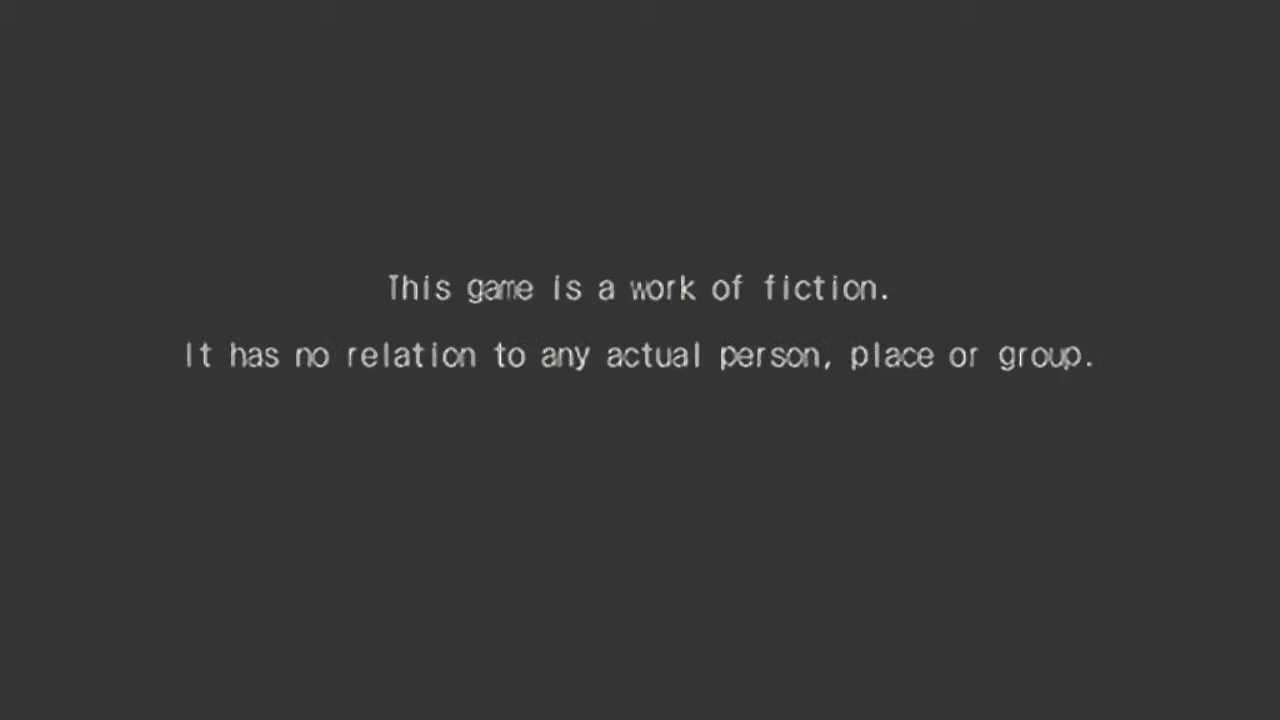 This game is a work of fiction.
It has no relation to any actual person, place or group.